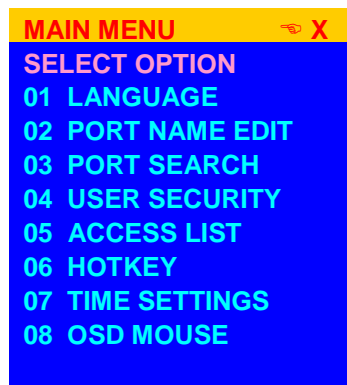 MAIN MENU ☜ X
SELECT OPTION
01 LANGUAGE
02 PORT NAME EDIT
03 PORT SEARCH
04 USER SECURITY
05 ACCESS LIST
06 HOTKEY
07 TIME SETTINGS
08 OSD MOUSE